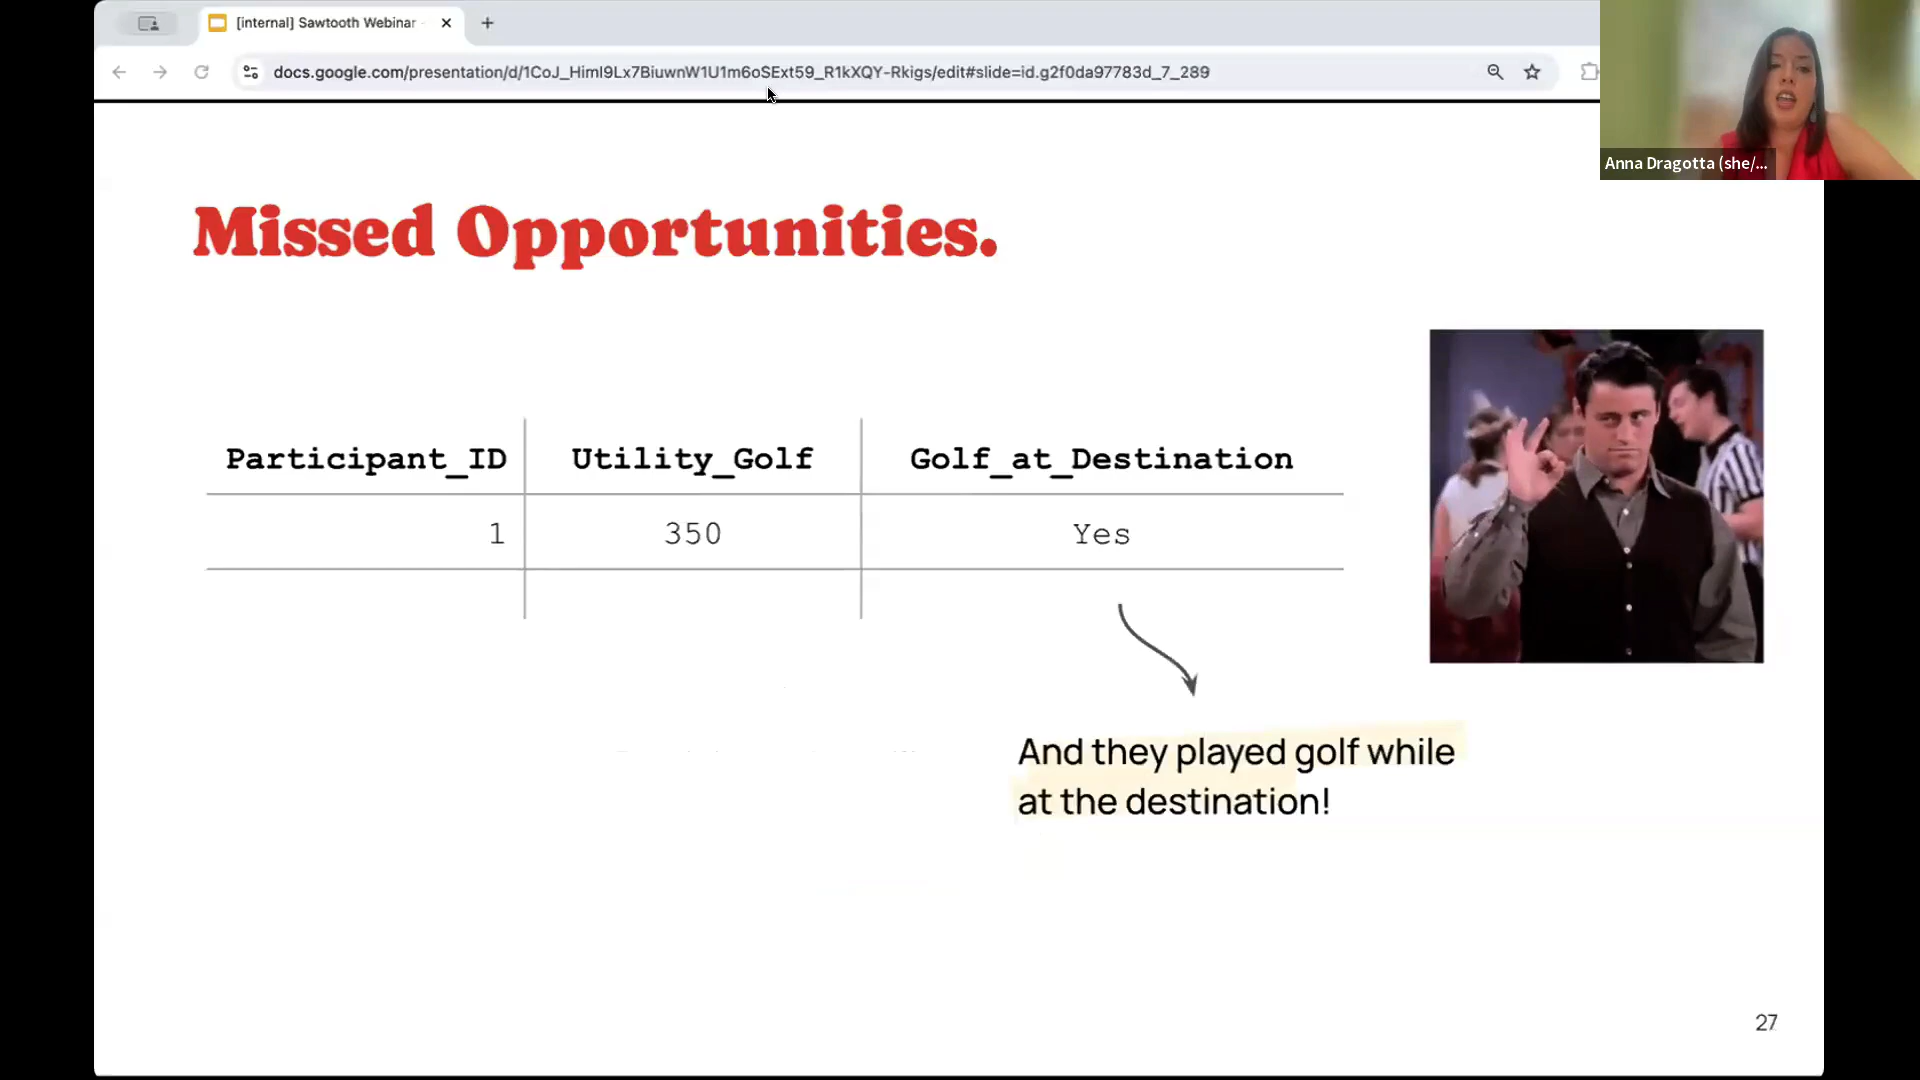 [internal] Sawtooth Webinar
docs.google.com/presentation/d/1CoJ_HimI9Lx7BiuwnW1U1m6oSExt59_R1kXQY-Rkigs/edit#slide=id.g2f0da97783d_7_289
Anna Dragotta (she/...
Missed Opportunities.
Participant_ID Utility_Golf Golf_at_Destination
1 350 Yes
And they played golf while
at the destination!
27